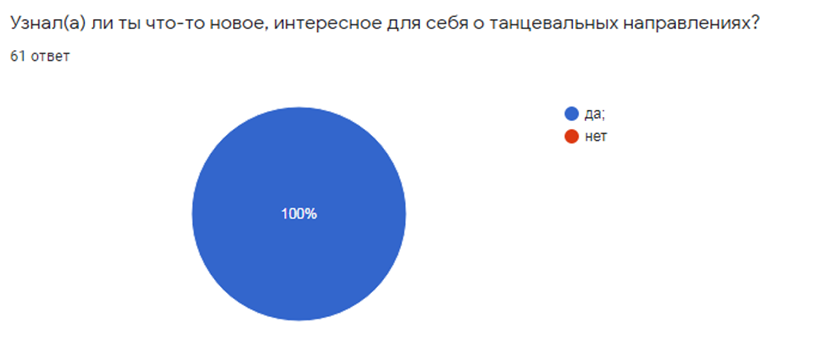 Узнал(а) ли ты что-то новое, интересное для себя о танцевальных направлениях?
61 ответ
100%
да;
нет